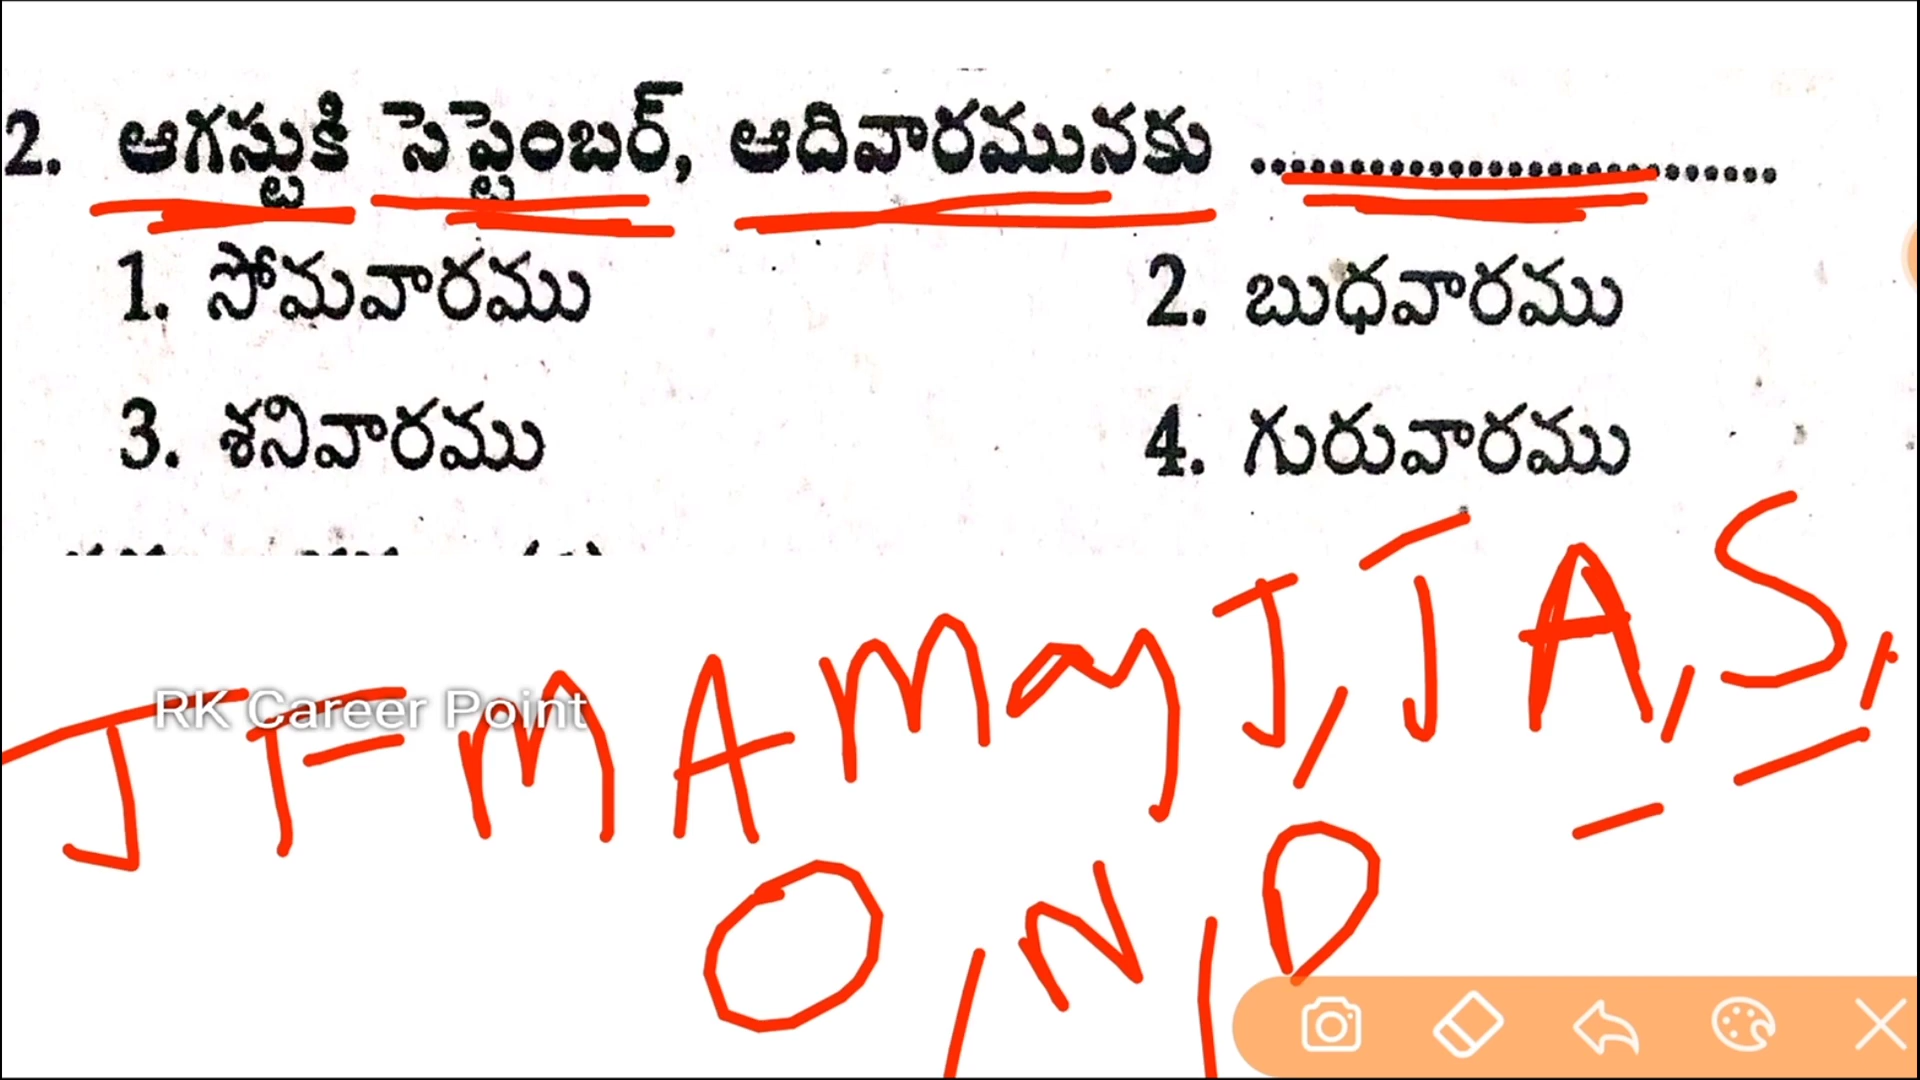 2. ఆగస్టుకి సెప్టెంబర్, ఆదివారమునకు ....................................
1. సోమవారము 2. బుధవారము
3. శనివారము 4. గురువారము
J F M A May J, J A, S,
RK Career Point
O, N, D